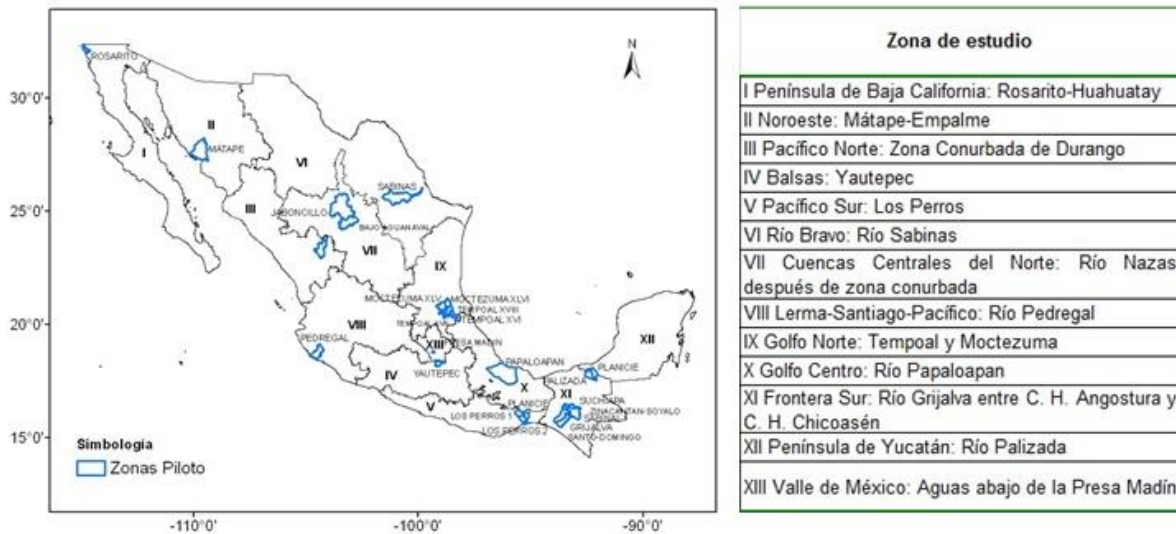 N
30°0'
25°0'
20°0'
15°0'
-110°0'
-100°0'
-90°0'
ROSARITO
II
MÁTAPE
I
VI
SABINAS
III
JABONCILLO
BAJO AGUANAVAL
VII
IX
MOCTEZUMA XLV
MOCTEZUMA XLVI
TEMPOAL XVIII
TEMPOAL XVI
VIII
PEDREGAL
XIII
PRESA MADIN
YAUTEPEC
IV
PAPALOAPAN
X
V
PLANICIE
LOS PERROS 1
LOS PERROS 2
PLANICIE
PALIZADA
XII
XI
SUCHIAPA
ZINACANTAN-SOYALO
SABINAL
GRIJALVA
SANTO-DOMINGO
Simbología
Zonas Piloto
Zona de estudio
I Península de Baja California: Rosarito-Huahuatay
II Noroeste: Mátape-Empalme
III Pacífico Norte: Zona Conurbada de Durango
IV Balsas: Yautepec
V Pacífico Sur: Los Perros
VI Río Bravo: Río Sabinas
VII Cuencas Centrales del Norte: Río Nazas
después de zona conurbada
VIII Lerma-Santiago-Pacífico: Río Pedregal
IX Golfo Norte: Tempoal y Moctezuma
X Golfo Centro: Río Papaloapan
XI Frontera Sur: Río Grijalva entre C. H. Angostura y
C. H. Chicoasén
XII Península de Yucatán: Río Palizada
XIII Valle de México: Aguas abajo de la Presa Madín